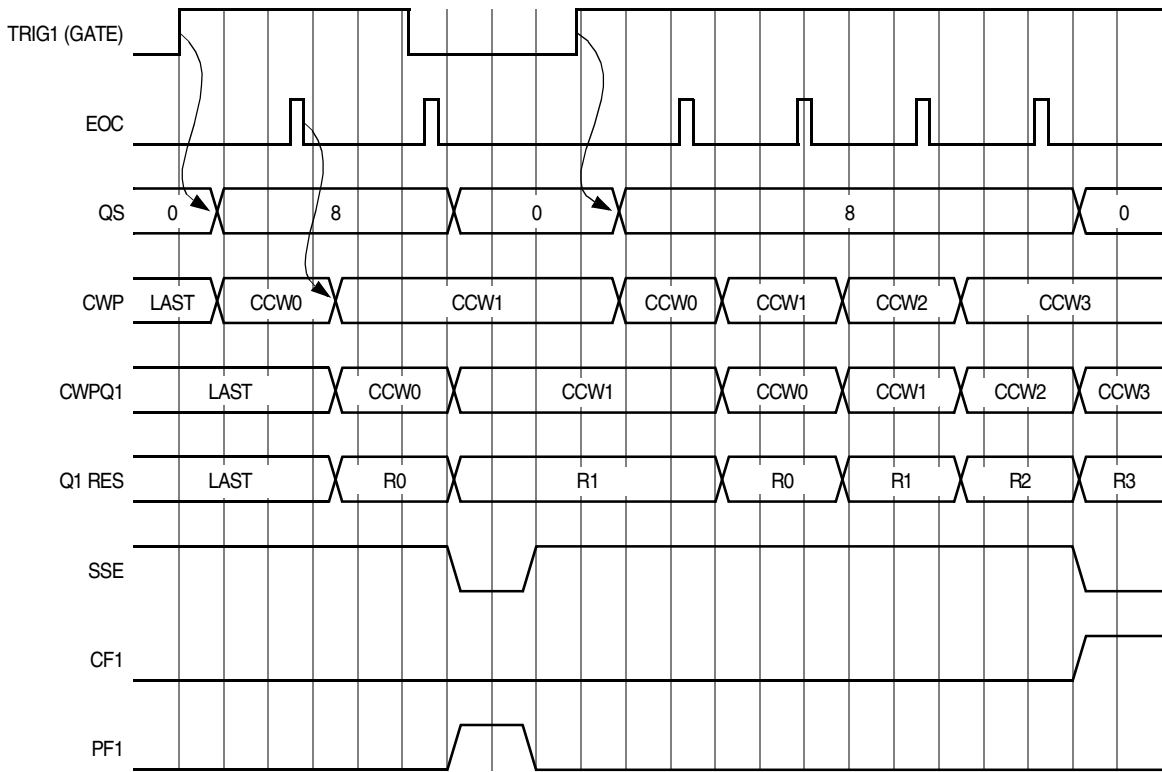 TRIG1 (GATE)
EOC
QS 0 8 0 8 0
CWP LAST CCW0 CCW1 CCW0 CCW1 CCW2 CCW3
CWPQ1 LAST CCW0 CCW1 CCW0 CCW1 CCW2 CCW3
Q1 RES LAST R0 R1 R0 R1 R2 R3
SSE
CF1
PF1